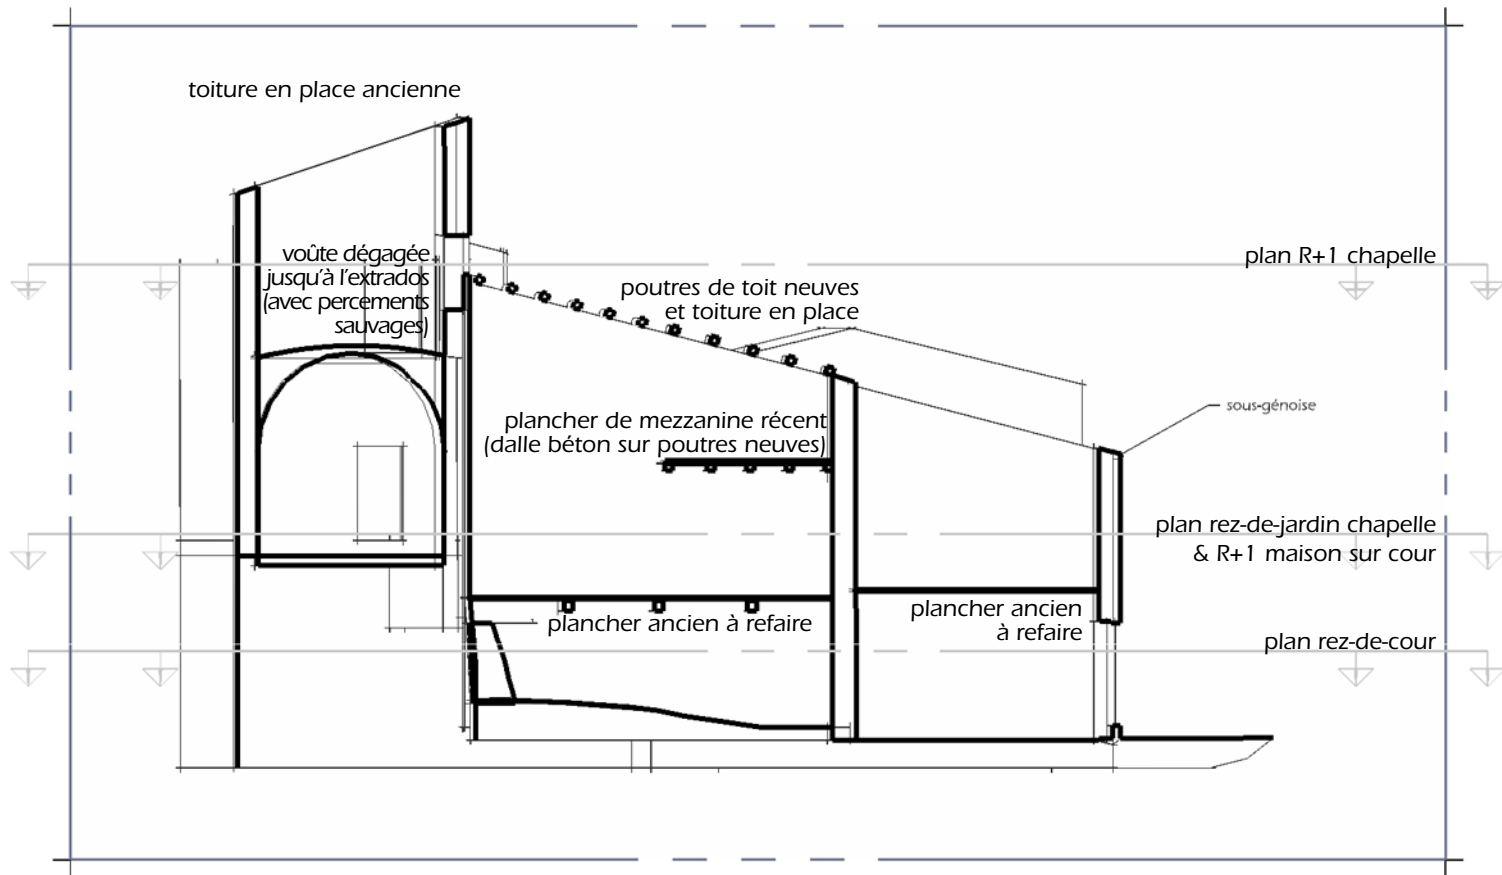 toiture en place ancienne
voûte dégagée
jusqu'à l'extrados
(avec percements
sauvages)
plan R+1 chapelle
poutres de toit neuves
et toiture en place
sous-génoise
plancher de mezzanine récent
(dalle béton sur poutres neuves)
plan rez-de-jardin chapelle
& R+1 maison sur cour
plancher ancien à refaire
plancher ancien
à refaire
plan rez-de-cour